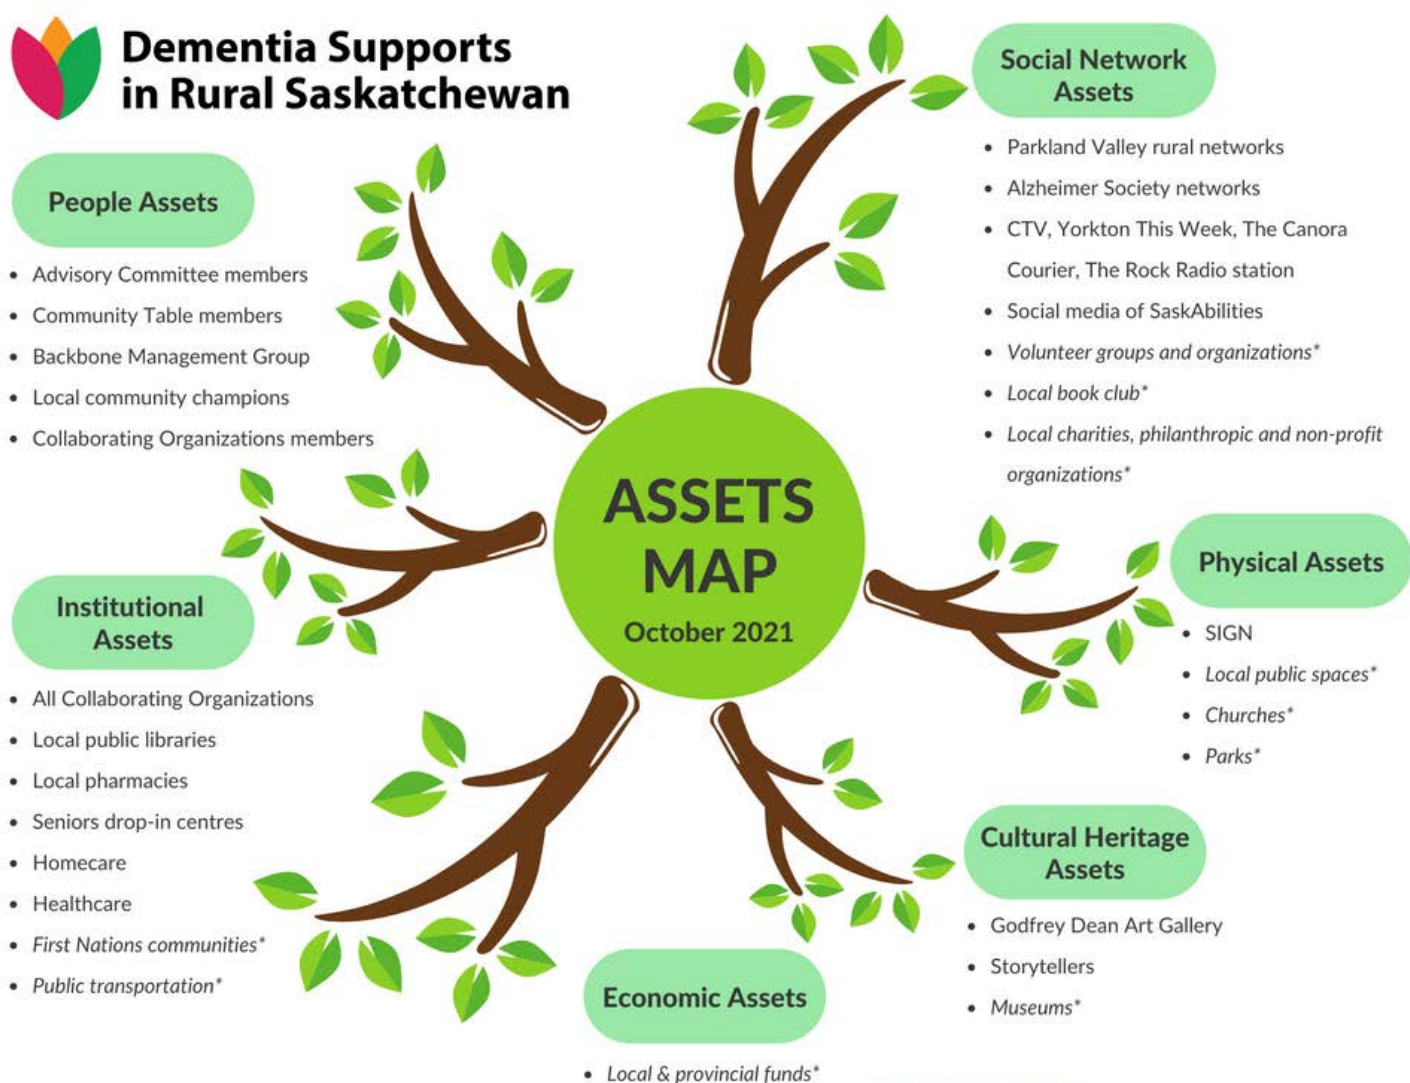 Dementia Supports
in Rural Saskatchewan
People Assets
• Advisory Committee members
• Community Table members
• Backbone Management Group
• Local community champions
• Collaborating Organizations members
Institutional
Assets
• All Collaborating Organizations
• Local public libraries
• Local pharmacies
• Seniors drop-in centres
• Homecare
• Healthcare
• First Nations communities*
• Public transportation*
ASSETS
MAP
October 2021
Social Network
Assets
• Parkland Valley rural networks
• Alzheimer Society networks
• CTV, Yorkton This Week, The Canora
Courier, The Rock Radio station
• Social media of SaskAbilities
• Volunteer groups and organizations*
• Local book club*
• Local charities, philanthropic and non-profit
organizations*
Physical Assets
• SIGN
• Local public spaces*
• Churches*
• Parks*
Cultural Heritage
Assets
• Godfrey Dean Art Gallery
• Storytellers
• Museums*
Economic Assets
• Local & provincial funds*